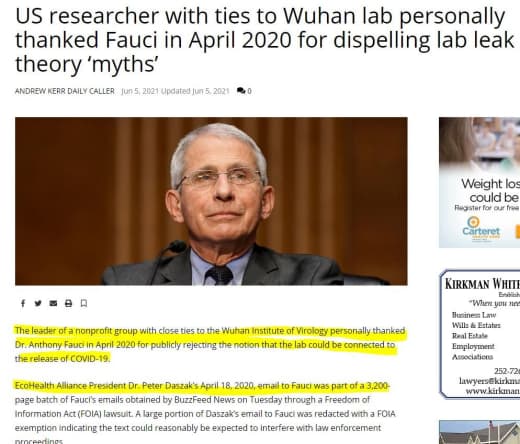 US researcher with ties to Wuhan lab personally
thanked Fauci in April 2020 for dispelling lab leak
theory ‘myths’
ANDREW KERR DAILY CALLER Jun 5, 2021 Updated Jun 5, 2021 0
Weight los
could be
Register for our free
Carteret
The leader of a nonprofit group with close ties to the Wuhan Institute of Virology personally thanked
Dr. Anthony Fauci in April 2020 for publicly rejecting the notion that the lab could be connected to
the release of COVID-19.
EcoHealth Alliance President Dr. Peter Daszak's April 18, 2020, email to Fauci was part of a 3,200-
page batch of Fauci's emails obtained by BuzzFeed News on Tuesday through a Freedom of
Information Act (FOIA) lawsuit. A large portion of Daszak's email to Fauci was redacted with a FOIA
exemption indicating the text could reasonably be expected to interfere with law enforcement
proceedings
KIRKMAN WHITF
Establish
"When you nee
Business Law
Wills & Estates
Real Estate
Employment
Associations
252-72
lawyers@kirkma
www.kirkman